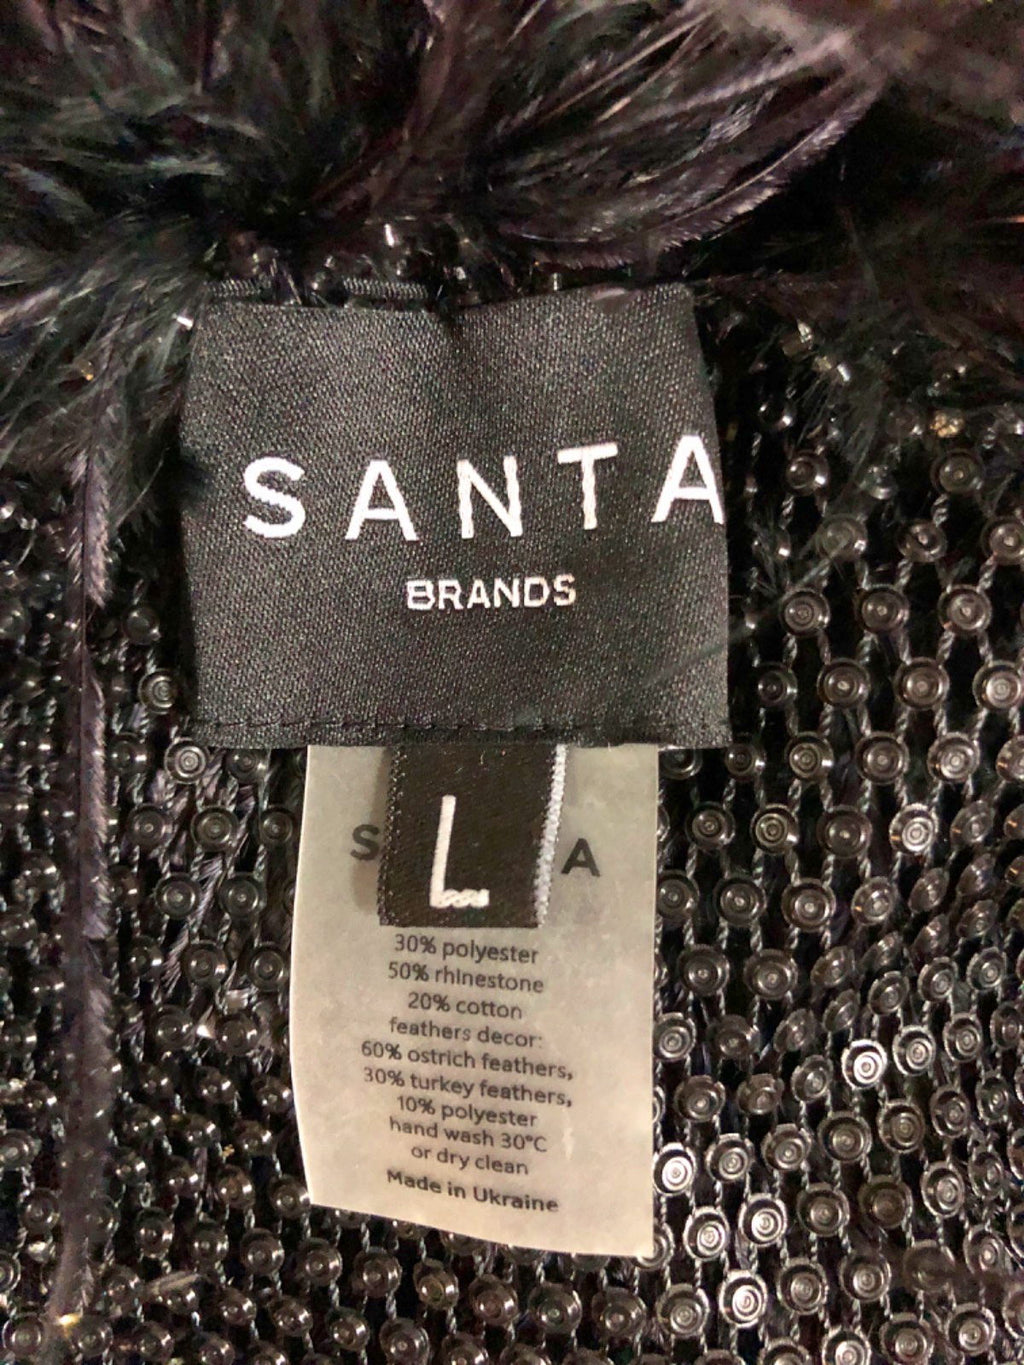 SANTA
BRANDS
L
S A
30% polyester
50% rhinestone
20% cotton
feathers decor:
60% ostrich feathers,
30% turkey feathers,
10% polyester
hand wash 30°C
or dry clean
Made in Ukraine